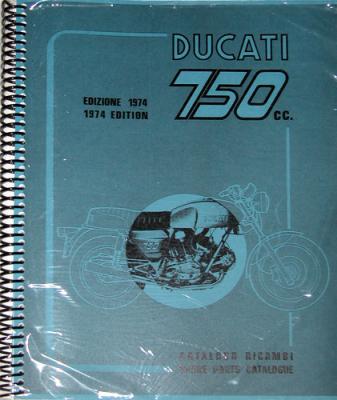 DUCATI
750 CC.
EDIZIONE 1974
1974 EDITION
CATALOGO RICAMBI
SPARE PARTS CATALOGUE